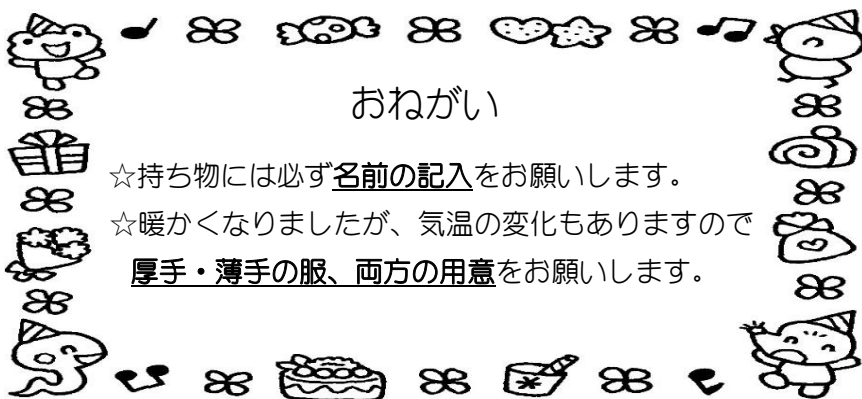 おねがい
☆持ち物には必ず名前の記入をお願いします。
☆暖かくなりましたが、気温の変化もありますので
厚手・薄手の服、両方の用意をお願いします。